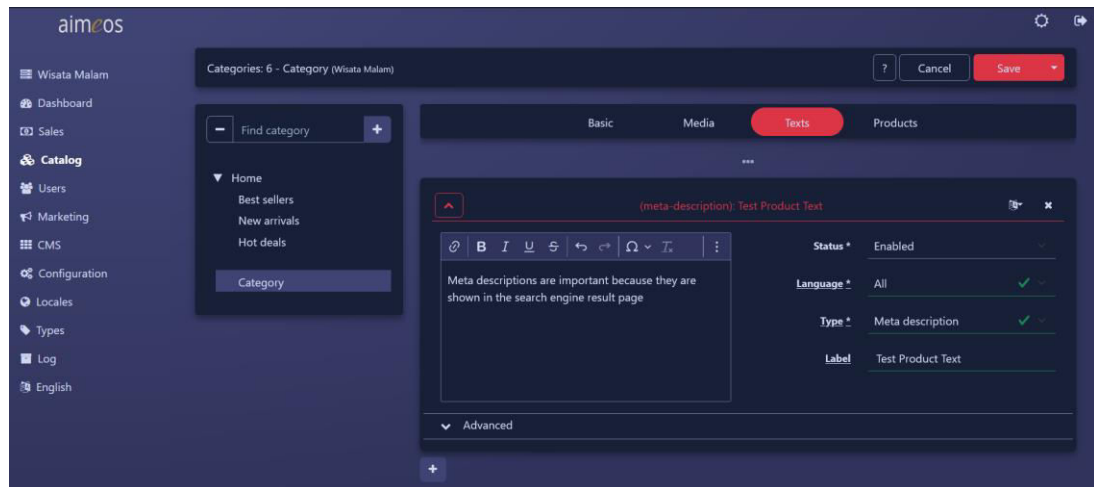 aimeos
Wisata Malam
Dashboard
Sales
Catalog
Users
Marketing
CMS
Configuration
Locales
Types
Log
English
Categories: 6 - Category (Wisata Malam)
?
Cancel
Save
Find category
Home
Best sellers
New arrivals
Hot deals
Category
Basic
Media
Texts
Products
(meta-description): Test Product Text
B I U S Ω Tx
Meta descriptions are important because they are
shown in the search engine result page
Status * Enabled
Language * All
Type * Meta description
Label Test Product Text
Advanced